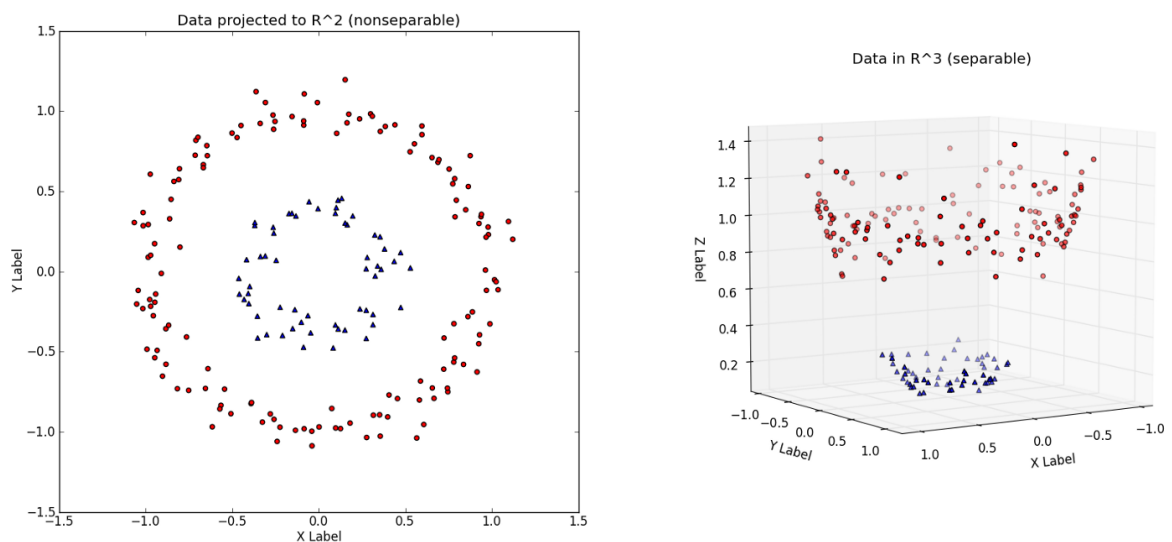 Data projected to R^2 (nonseparable)
1.5
1.0
0.5
0.0
−0.5
−1.0
−1.5
Y Label
−1.5 −1.0 −0.5 0.0 0.5 1.0 1.5
X Label
Data in R^3 (separable)
1.4
1.2
1.0
0.8
0.6
0.4
0.2
Z Label
−1.0 −0.5 0.0 0.5 1.0
Y Label
1.0 0.5 0.0 −0.5 −1.0
X Label